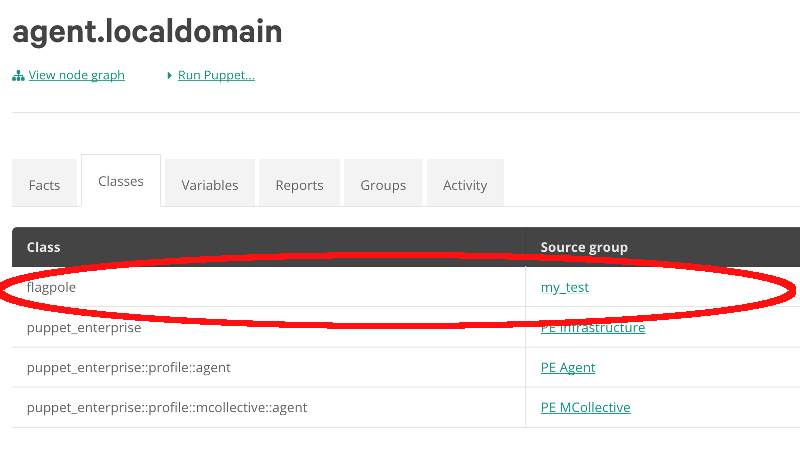 agent.localdomain
View node graph Run Puppet...
Facts Classes Variables Reports Groups Activity
Class Source group
flagpole my_test
puppet_enterprise PE Infrastructure
puppet_enterprise::profile::agent PE Agent
puppet_enterprise::profile::mcollective::agent PE MCollective